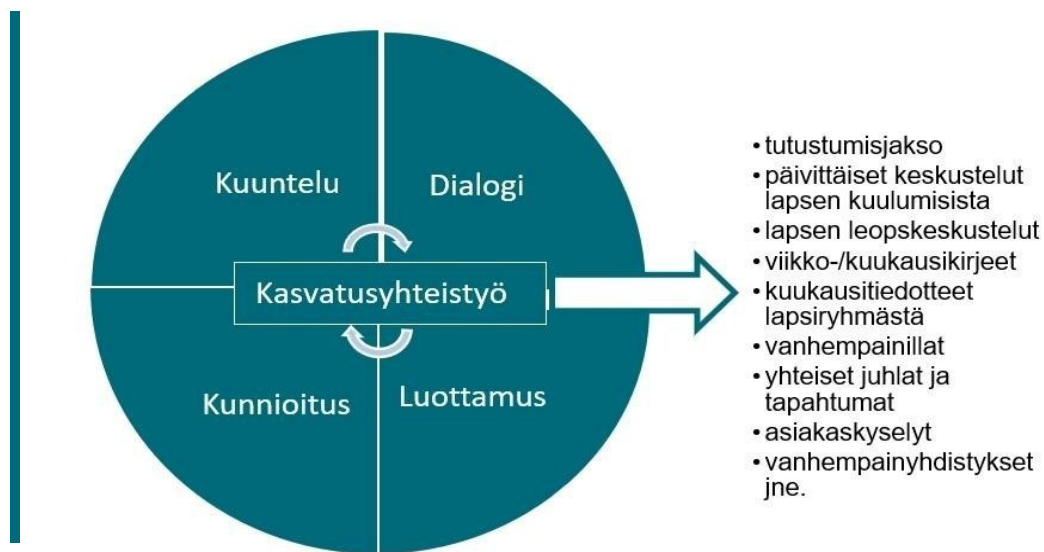 Kuuntelu
Dialogi
Kasvatusyhteistyö
Kunnioitus
Luottamus
• tutustumisjakso
• päivittäiset keskustelut
lapsen kuulumisista
• lapsen leopskeskustelut
• viikko-/kuukausikirjeet
• kuukausitiedotteet
lapsiryhmästä
• vanhempainillat
• yhteiset juhlat ja
tapahtumat
• asiakaskyselyt
• vanhempainyhdistykset
jne.